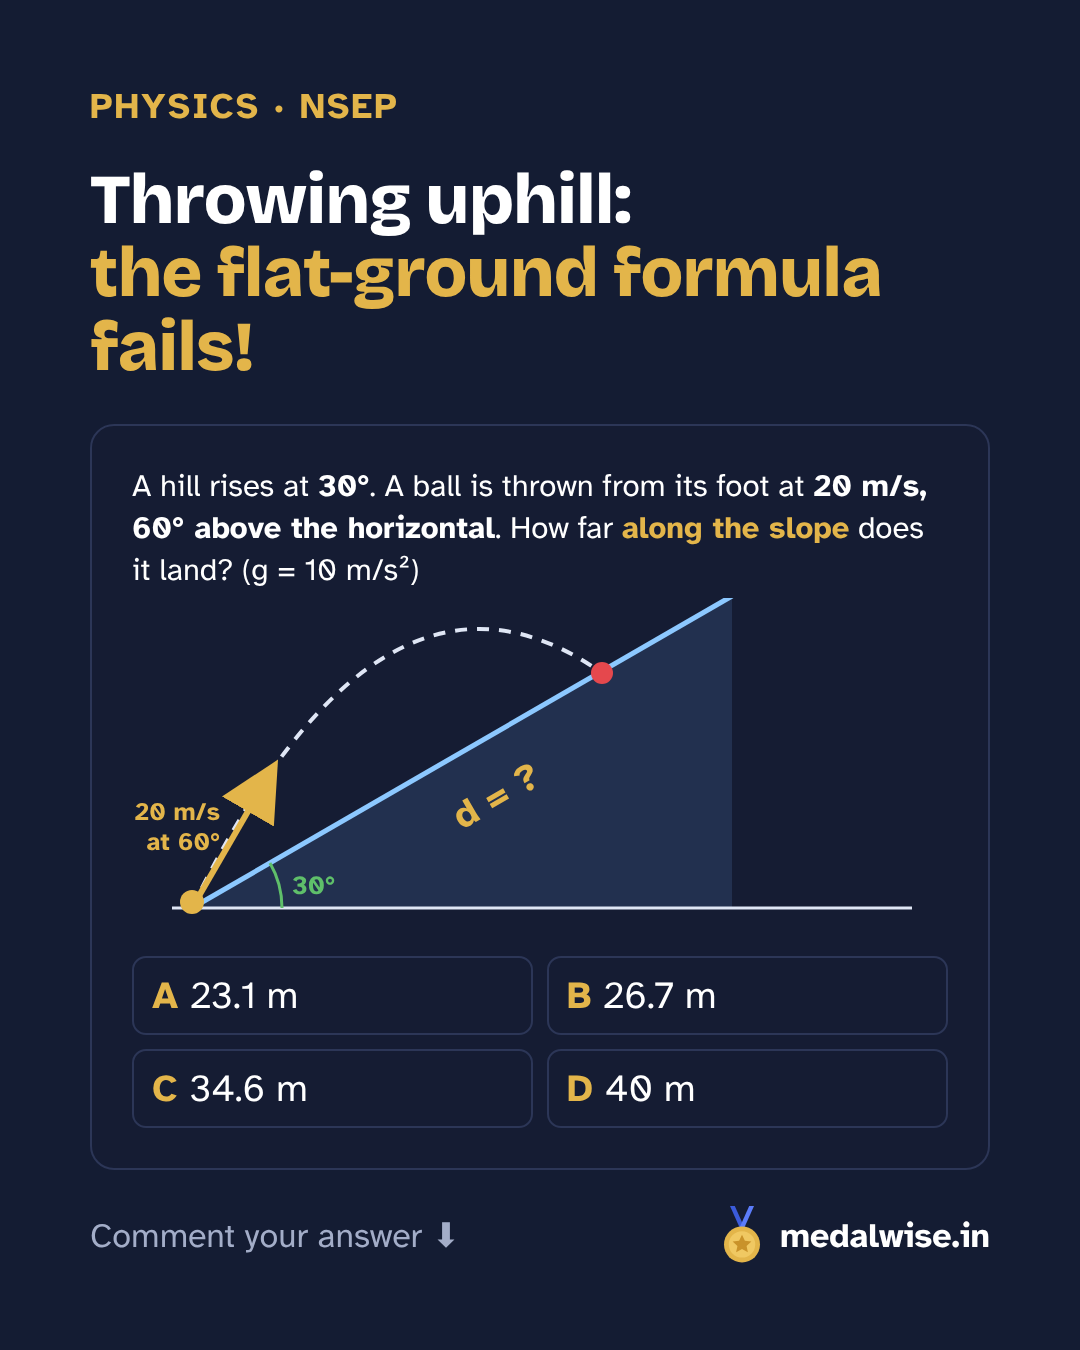 PHYSICS · NSEP
Throwing uphill:
the flat-ground formula
fails!
A hill rises at 30°. A ball is thrown from its foot at 20 m/s,
60° above the horizontal. How far along the slope does
it land? (g = 10 m/s²)
20 m/s
at 60°
d = ?
30°
A 23.1 m
B 26.7 m
C 34.6 m
D 40 m
Comment your answer ⬇
medalwise.in